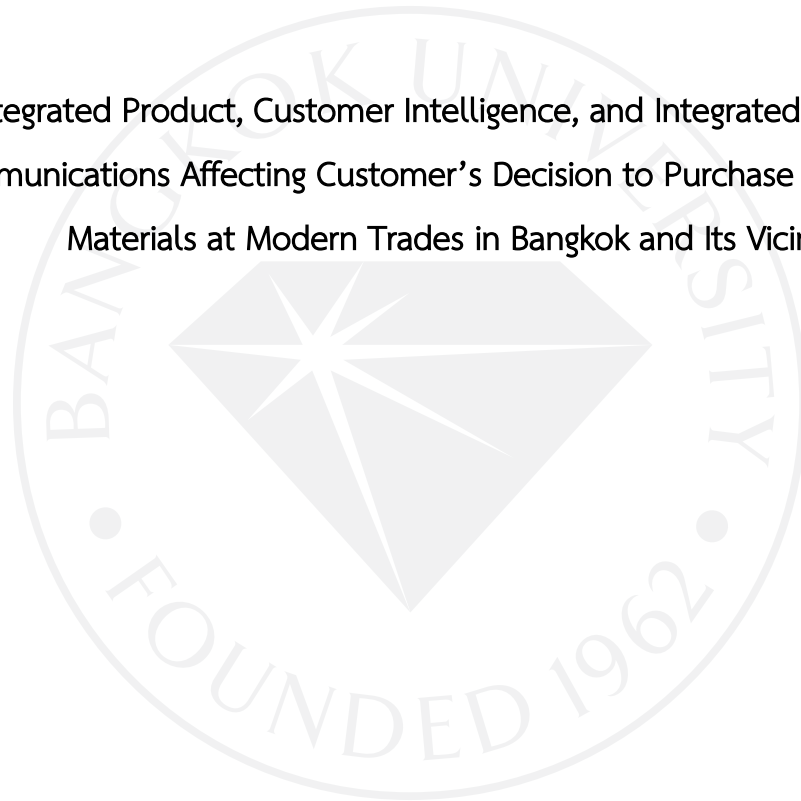 tegrated Product, Customer Intelligence, and Integrated
munications Affecting Customer's Decision to Purchase
Materials at Modern Trades in Bangkok and Its Vici
BANGKOK UNIVERSITY
FOUNDED 1962